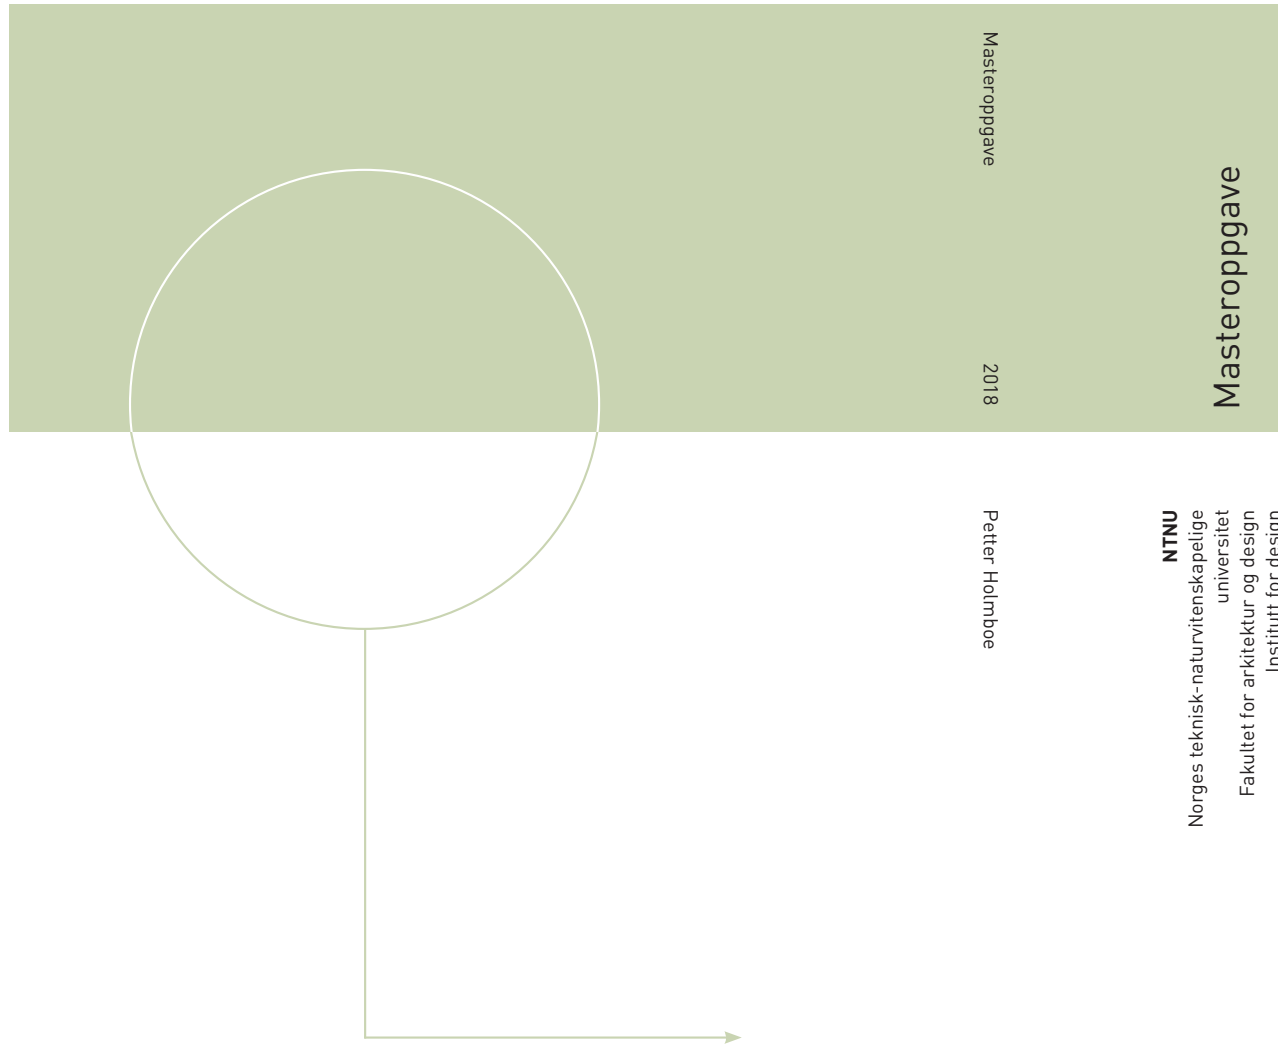 Masteroppgave
2018
Petter Holmboe
Masteroppgave
NTNU
Norges teknisk-naturvitenskapelige
universitet
Fakultet for arkitektur og design
Institutt for design